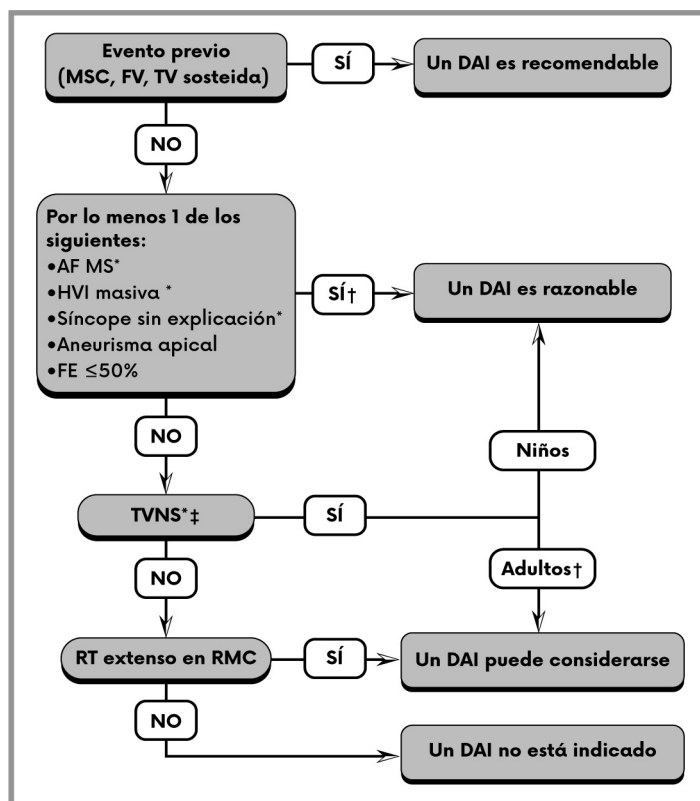 Evento previo
(MSC, FV, TV sosteida)
SÍ
Un DAI es recomendable
NO
Por lo menos 1 de los
siguientes:
•AF MS*
•HVI masiva *
•Síncope sin explicación*
•Aneurisma apical
•FE ≤50%
SÍ†
Un DAI es razonable
NO
Niños
TVNS*‡
SÍ
Adultos†
NO
RT extenso en RMC
SÍ
Un DAI puede considerarse
NO
Un DAI no está indicado